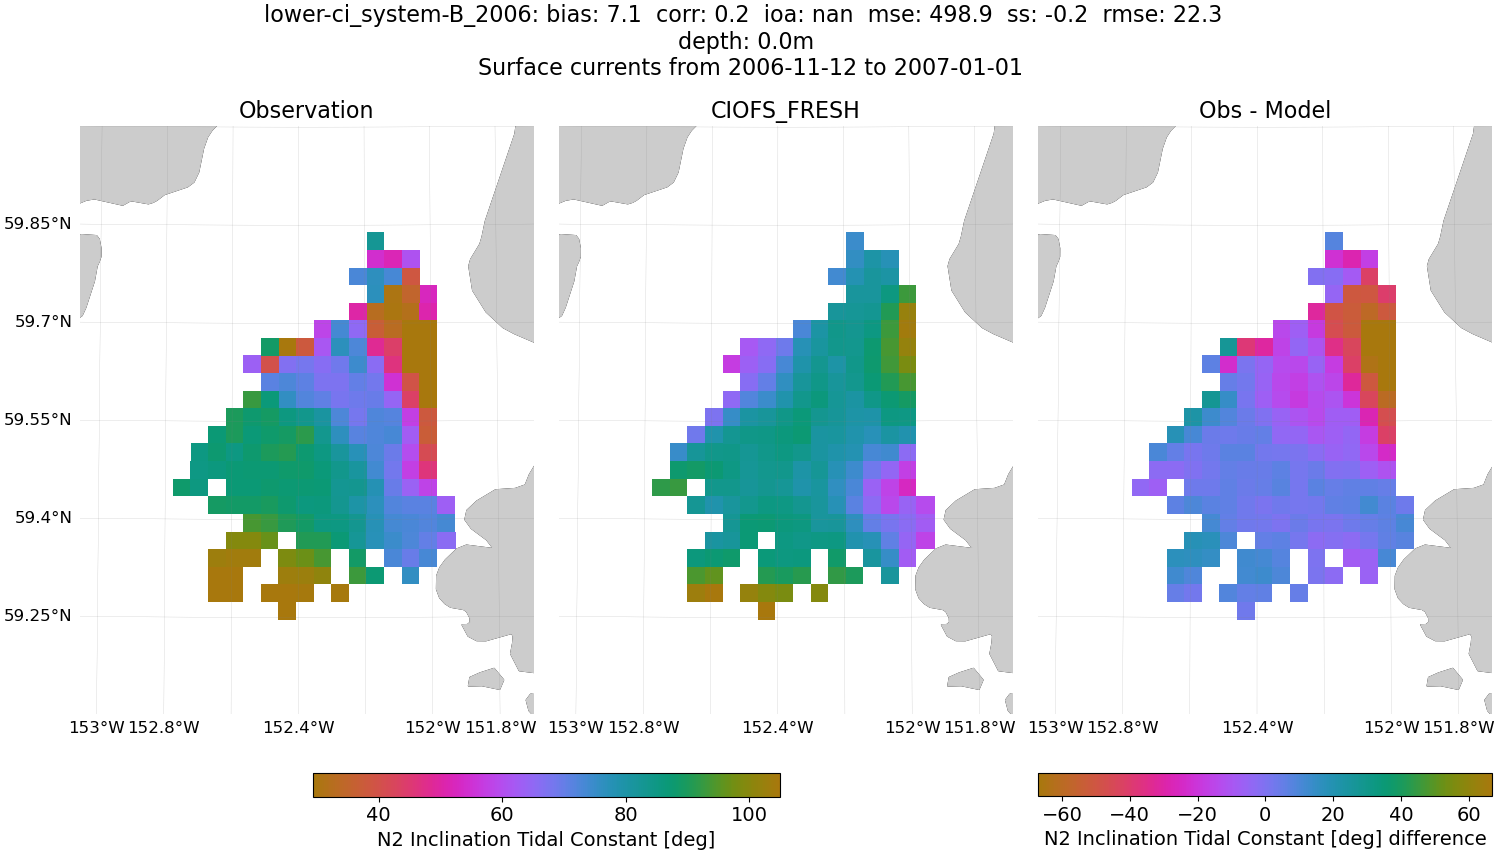 lower-ci_system-B_2006: bias: 7.1  corr: 0.2  ioa: nan  mse: 498.9  ss: -0.2  rmse: 22.3
depth: 0.0m
Surface currents from 2006-11-12 to 2007-01-01
Observation
CIOFS_FRESH
Obs - Model
59.85°N
59.7°N
59.55°N
59.4°N
59.25°N
153°W 152.8°W 152.4°W 152°W 151.8°W
153°W 152.8°W 152.4°W 152°W 151.8°W
153°W 152.8°W 152.4°W 152°W 151.8°W
40 60 80 100
N2 Inclination Tidal Constant [deg]
−60 −40 −20 0 20 40 60
N2 Inclination Tidal Constant [deg] difference